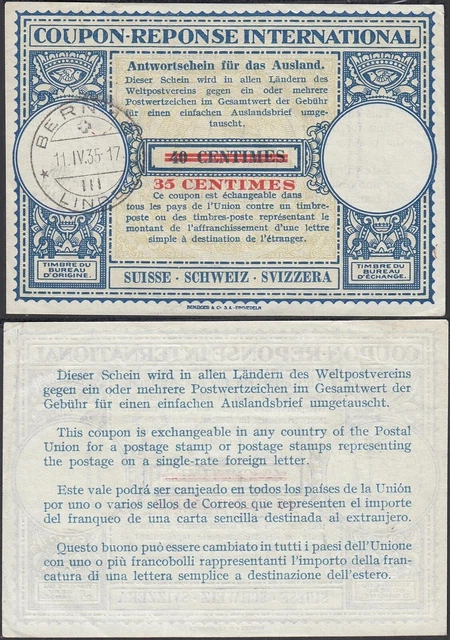 COUPON-REPONSE INTERNATIONAL
Antwortschein für das Ausland.
Dieser Schein wird in allen Ländern des
Weltpostvereins gegen ein oder mehrere
Postwertzeichen im Gesamtwert der Gebühr
für einen einfachen Auslandsbrief umge-
tauscht.
40 CENTIMES
35 CENTIMES
Ce coupon est échangeable dans
tous les pays de l'Union contre un timbre-
poste ou des timbres-poste représentant le
montant de l'affranchissement d'une lettre
simple à destination de l'étranger.
11.IV.35-17
III
TIMBRE DU
BUREAU
D'ORIGINE.
SUISSE · SCHWEIZ · SVIZZERA
TIMBRE DU
BUREAU
D'ÉCHANGE.
Dieser Schein wird in allen Ländern des Weltpostvereins
gegen ein oder mehrere Postwertzeichen im Gesamtwert der
Gebühr für einen einfachen Auslandsbrief umgetauscht.
This coupon is exchangeable in any country of the Postal
Union for a postage stamp or postage stamps representing
the postage on a single-rate foreign letter.
Este vale podrá ser canjeado en todos los países de la Unión
por uno o varios sellos de Correos que representen el importe
del franqueo de una carta sencilla destinada al extranjero.
Questo buono può essere cambiato in tutti i paesi dell'Unione
con uno o più francobolli rappresentanti l'importo della fran-
catura di una lettera semplice a destinazione dell'estero.